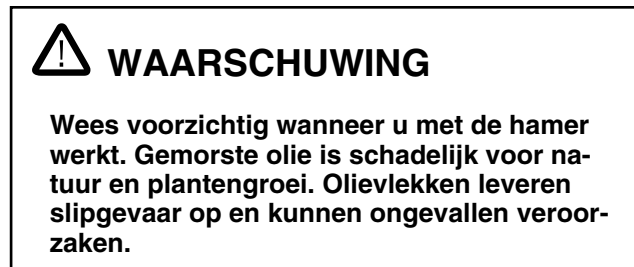 WAARSCHUWING
Wees voorzichtig wanneer u met de hamer
werkt. Gemorste olie is schadelijk voor na-
tuur en plantengroei. Olievlekken leveren
slipgevaar op en kunnen ongevallen veroor-
zaken.